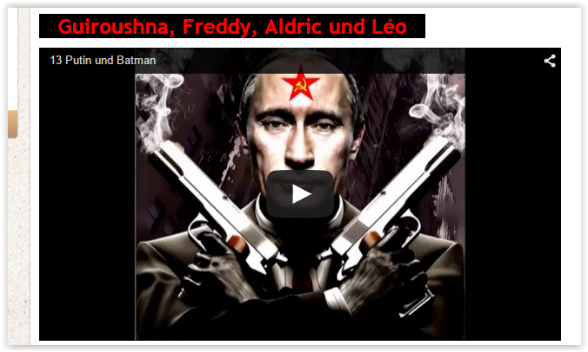 Guiroushna, Freddy, Aldric und Léo
13 Putin und Batman